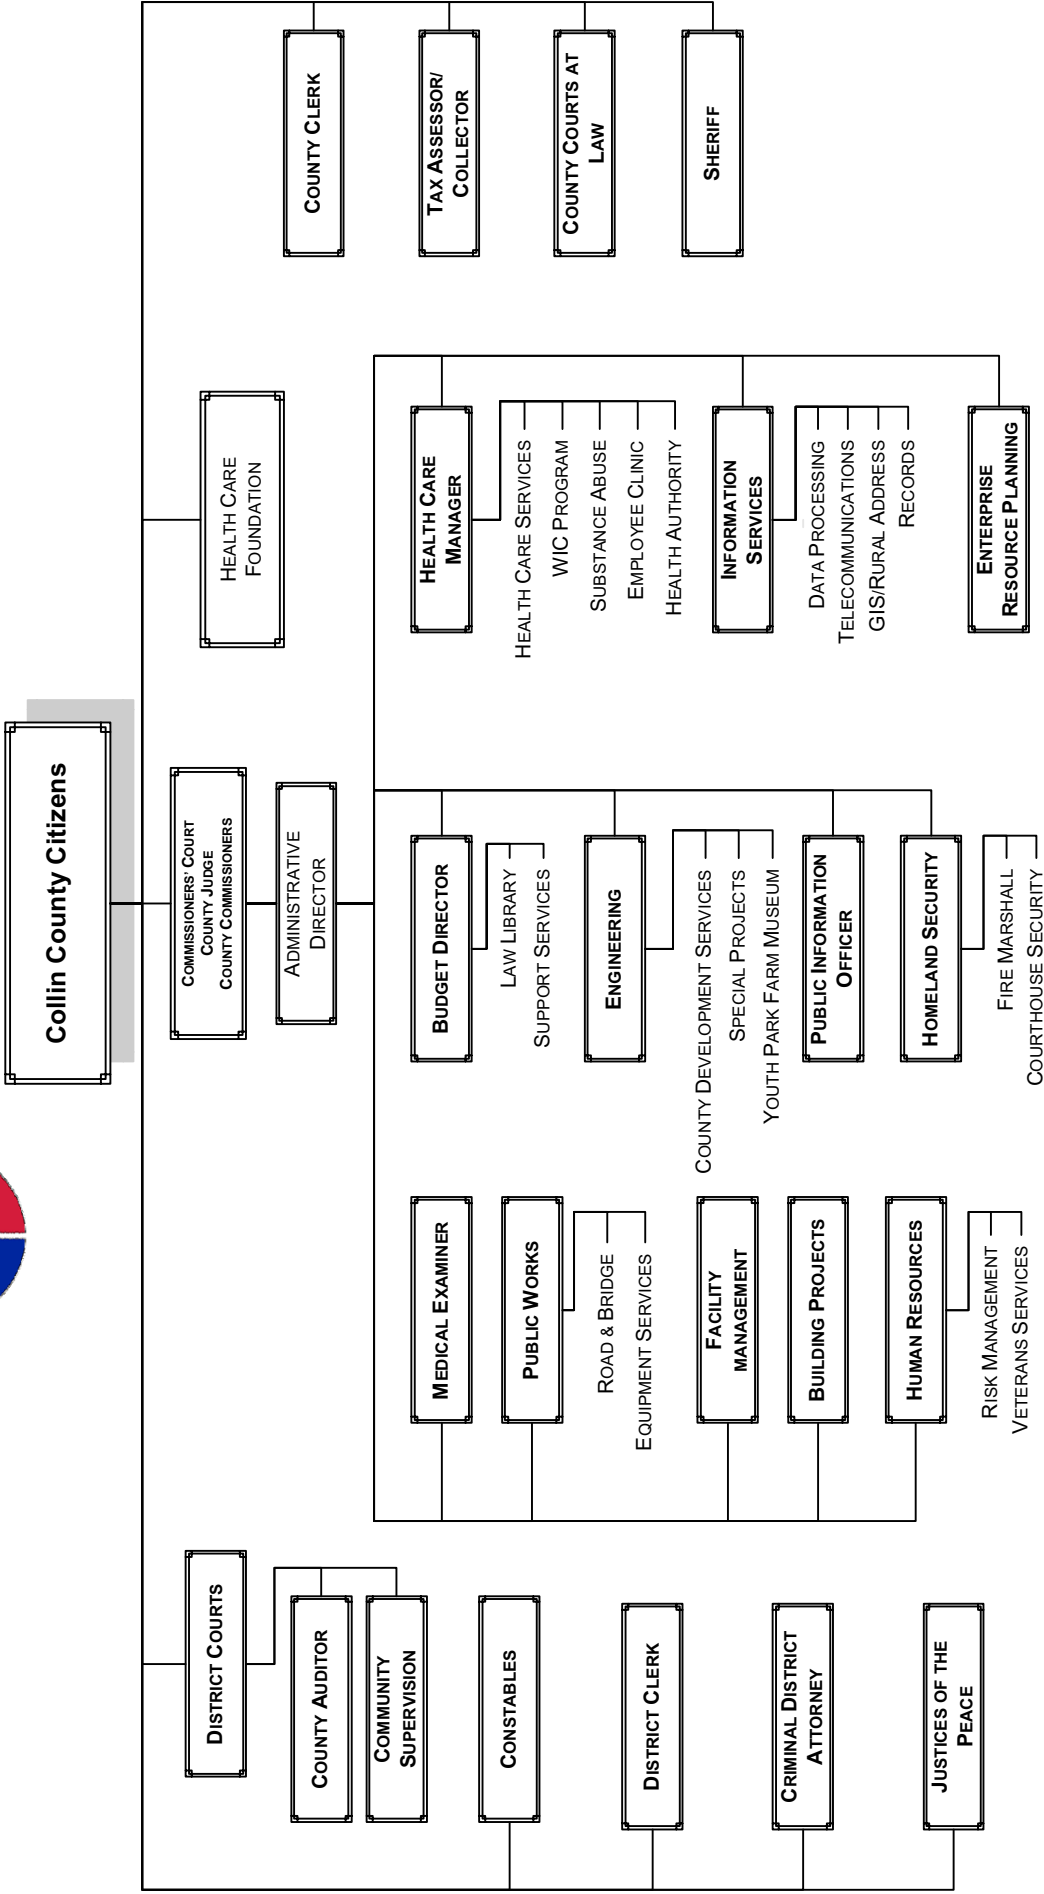 Collin County Citizens
COMMISSIONERS' COURT
COUNTY JUDGE
COUNTY COMMISSIONERS
ADMINISTRATIVE
DIRECTOR
HEALTH CARE
FOUNDATION
DISTRICT COURTS
COUNTY AUDITOR
COMMUNITY
SUPERVISION
CONSTABLES
DISTRICT CLERK
CRIMINAL DISTRICT
ATTORNEY
JUSTICES OF THE
PEACE
MEDICAL EXAMINER
PUBLIC WORKS
ROAD & BRIDGE
EQUIPMENT SERVICES
FACILITY
MANAGEMENT
BUILDING PROJECTS
HUMAN RESOURCES
RISK MANAGEMENT
VETERANS SERVICES
BUDGET DIRECTOR
LAW LIBRARY
SUPPORT SERVICES
ENGINEERING
COUNTY DEVELOPMENT SERVICES
SPECIAL PROJECTS
YOUTH PARK FARM MUSEUM
PUBLIC INFORMATION
OFFICER
HOMELAND SECURITY
FIRE MARSHALL
COURTHOUSE SECURITY
HEALTH CARE
MANAGER
HEALTH CARE SERVICES
WIC PROGRAM
SUBSTANCE ABUSE
EMPLOYEE CLINIC
HEALTH AUTHORITY
INFORMATION
SERVICES
DATA PROCESSING
TELECOMMUNICATIONS
GIS/RURAL ADDRESS
RECORDS
ENTERPRISE
RESOURCE PLANNING
COUNTY CLERK
TAX ASSESSOR/
COLLECTOR
COUNTY COURTS AT
LAW
SHERIFF